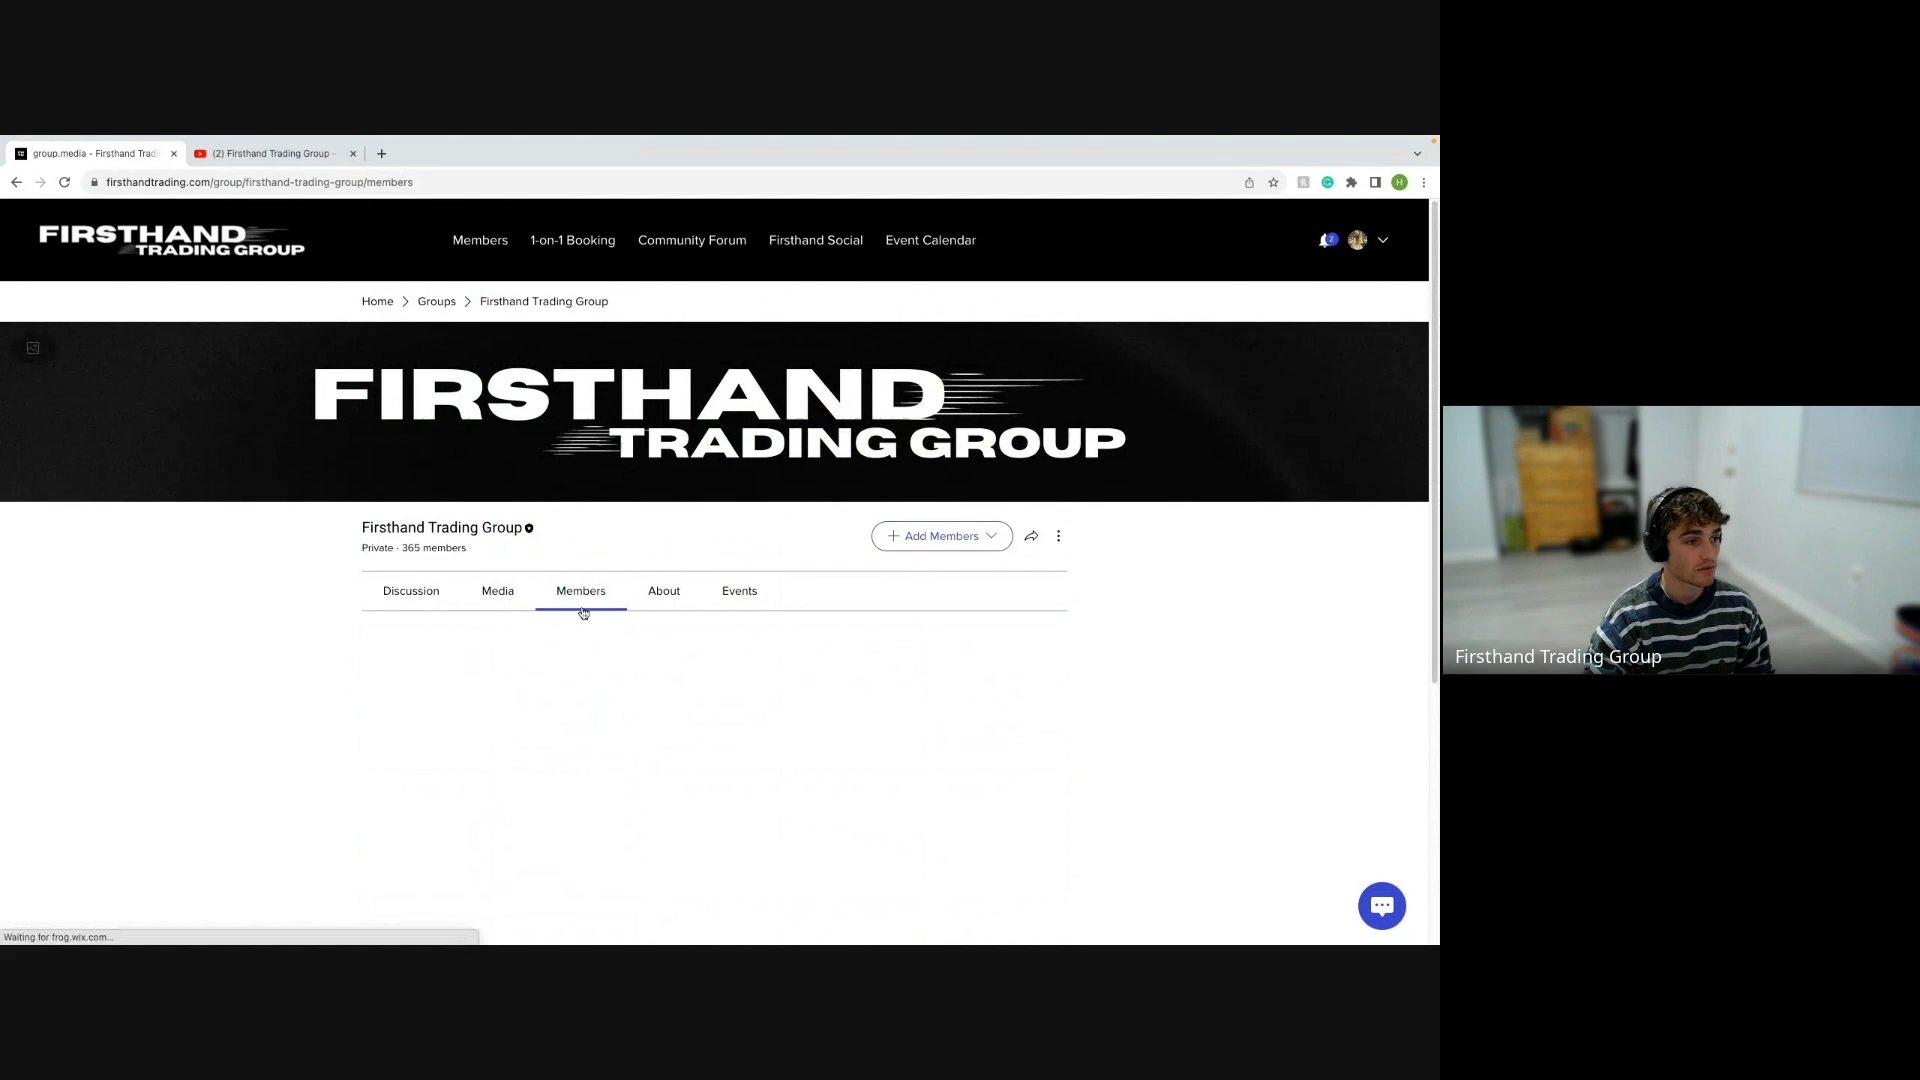 group.media - Firsthand Tradi
(2) Firsthand Trading Group -
firsthandtrading.com/group/firsthand-trading-group/members
H
FIRSTHAND
TRADING GROUP
Members
1-on-1 Booking
Community Forum
Firsthand Social
Event Calendar
2
Home > Groups > Firsthand Trading Group
FIRSTHAND
TRADING GROUP
Firsthand Trading Group
Private · 365 members
+ Add Members
Discussion
Media
Members
About
Events
Firsthand Trading Group
Waiting for frog.wix.com...